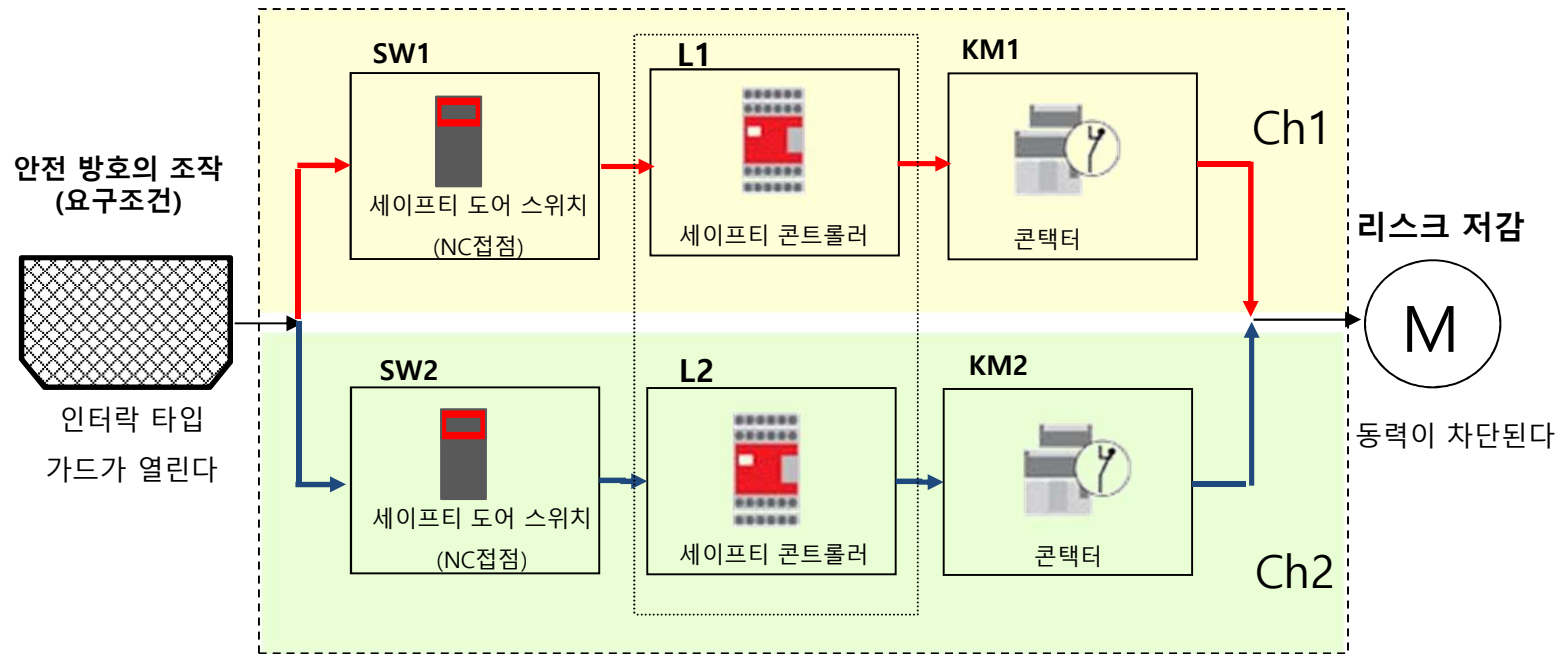 안전 방호의 조작
(요구조건)
인터락 타입
가드가 열린다
SW1
세이프티 도어 스위치
(NC접점)
L1
세이프티 콘트롤러
KM1
콘택터
Ch1
SW2
세이프티 도어 스위치
(NC접점)
L2
세이프티 콘트롤러
KM2
콘택터
Ch2
리스크 저감
M
동력이 차단된다